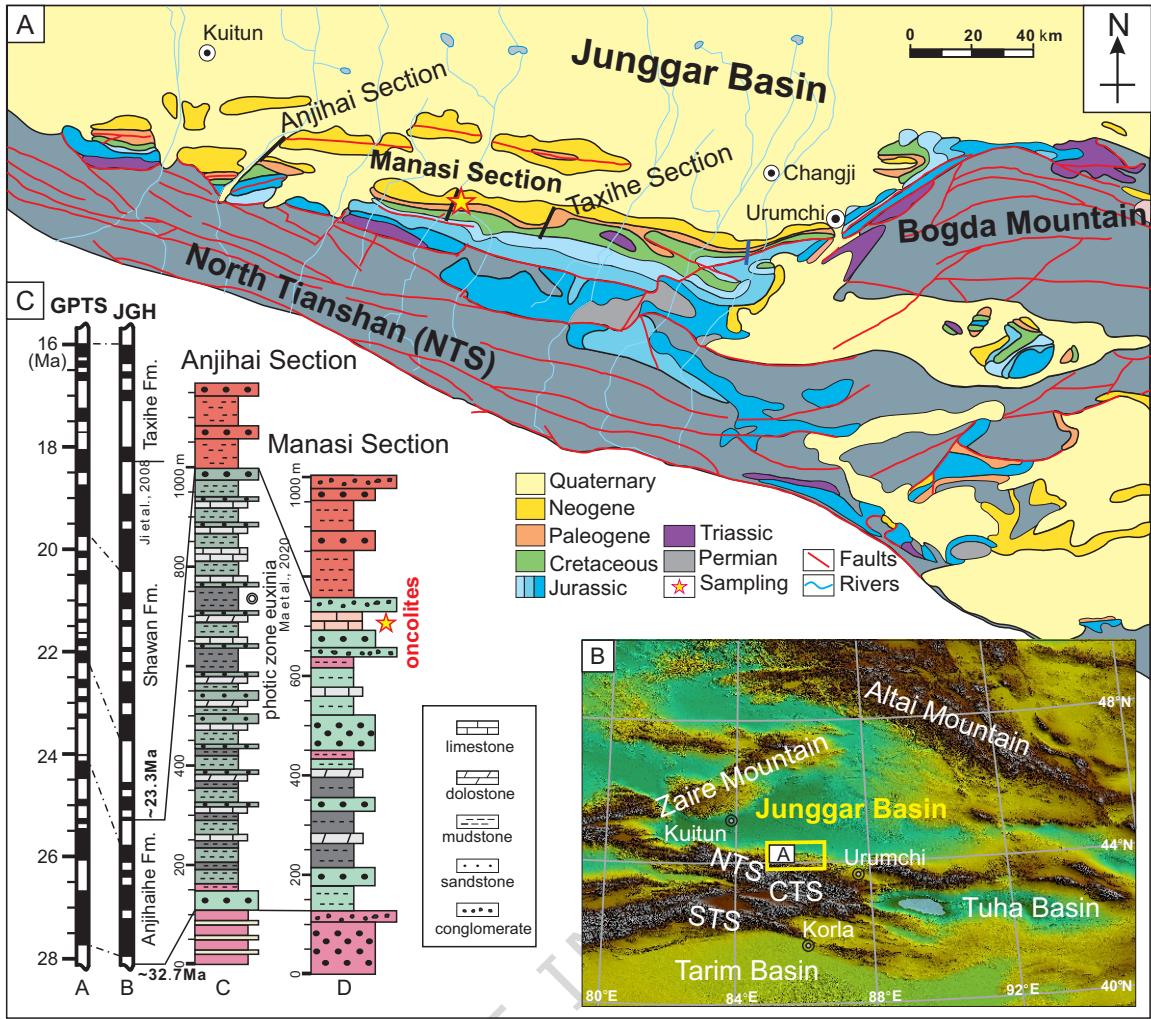 A
Kuitun
Junggar Basin
0 20 40 km
N
Anjihai Section
Manasi Section
Taxihe Section
Changji
Urumchi
Bogda Mountain
North Tianshan (NTS)
C
GPTS
JGH
16
(Ma)
18
20
22
24
26
28
Taxihe Fm.
Ji et al., 2008
Shawan Fm.
~23.3Ma
Anjihaihe Fm.
~32.7Ma
A
B
C
D
Anjihai Section
1000 m
800
400
200
0
photic zone euxinia
Ma et al., 2020
Manasi Section
1000 m
600
400
200
0
oncolites
limestone
dolostone
mudstone
sandstone
conglomerate
Quaternary
Neogene
Paleogene
Cretaceous
Jurassic
Triassic
Permian
Sampling
Faults
Rivers
B
Altai Mountain
48°N
Zaire Mountain
Junggar Basin
Kuitun
44°N
NTS
A
Urumchi
CTS
STS
Tuha Basin
Korla
Tarim Basin
80°E
84°E
88°E
92°E
40°N